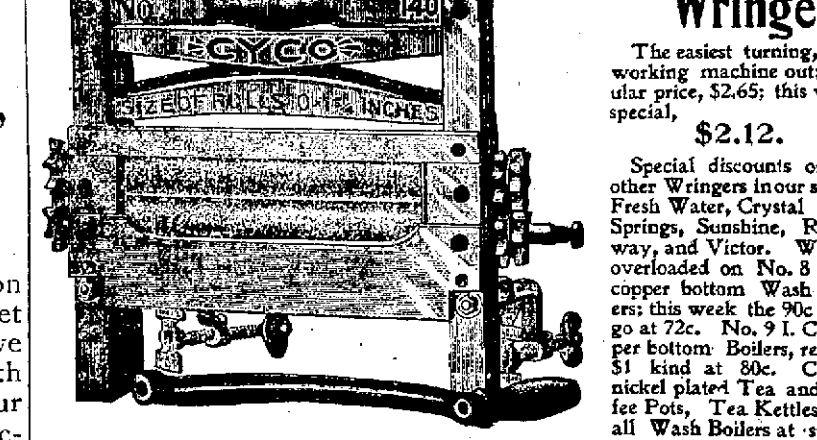 No. 140
CYCO
SIZE OF ROLLS INCHES
Wringe
The easiest turning,
working machine out;
ular price, $2.65; this
special,
$2.12.
Special discounts o
other Wringers in our s
Fresh Water, Crystal
Springs, Sunshine, R
way, and Victor. W
overloaded on No. 8
copper bottom Wash
ers; this week the 90c
go at 72c. No. 9 I. C
per bottom Boilers, re
$1 kind at 80c. C
nickel plated Tea and
fee Pots, Tea Kettles
all Wash Boilers at s
on
et
ve
th
ur
c-